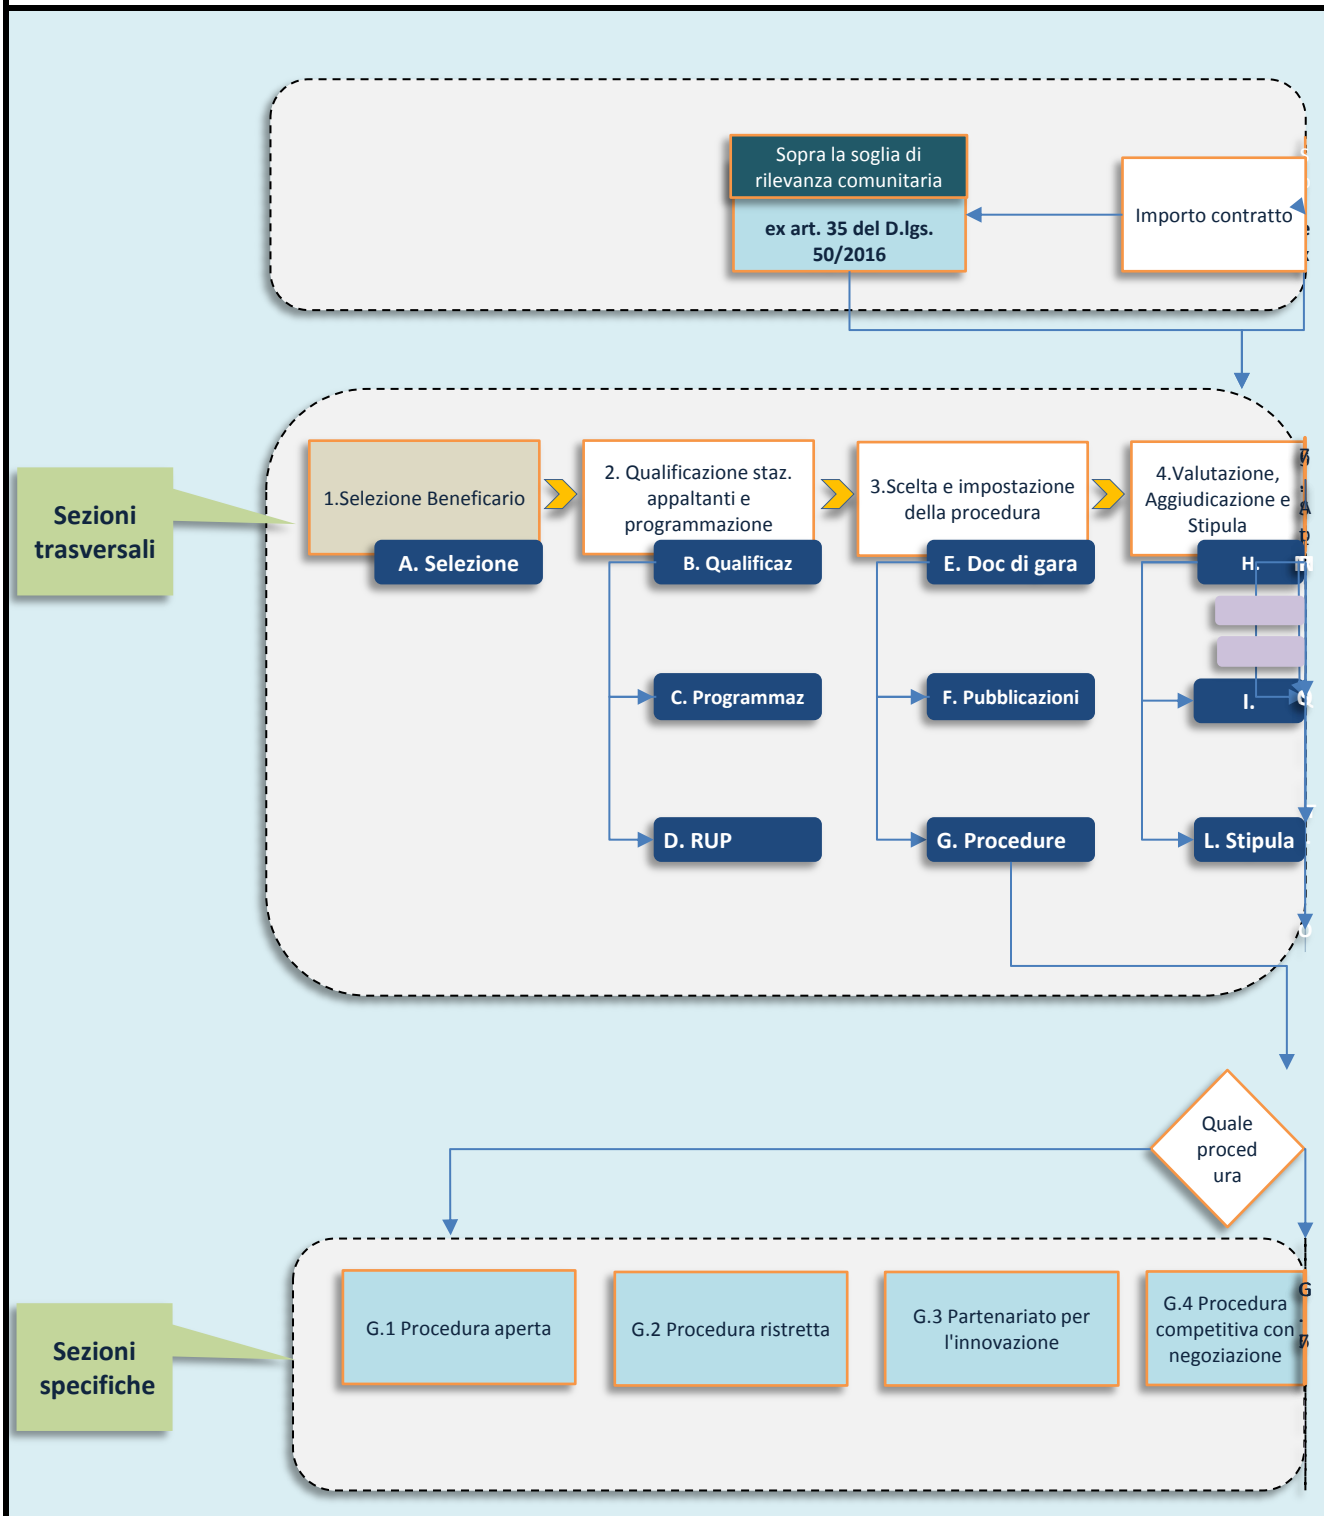 Sopra la soglia di
rilevanza comunitaria
ex art. 35 del D.lgs.
50/2016
Importo contratto
Sezioni
trasversali
1.Selezione Beneficario
2. Qualificazione staz.
appaltanti e
programmazione
3.Scelta e impostazione
della procedura
4.Valutazione,
Aggiudicazione e
Stipula
A. Selezione
B. Qualificaz
E. Doc di gara
H.
C. Programmaz
F. Pubblicazioni
I.
D. RUP
G. Procedure
L. Stipula
Quale
proced
ura
Sezioni
specifiche
G.1 Procedura aperta
G.2 Procedura ristretta
G.3 Partenariato per
l'innovazione
G.4 Procedura
competitiva con
negoziazione